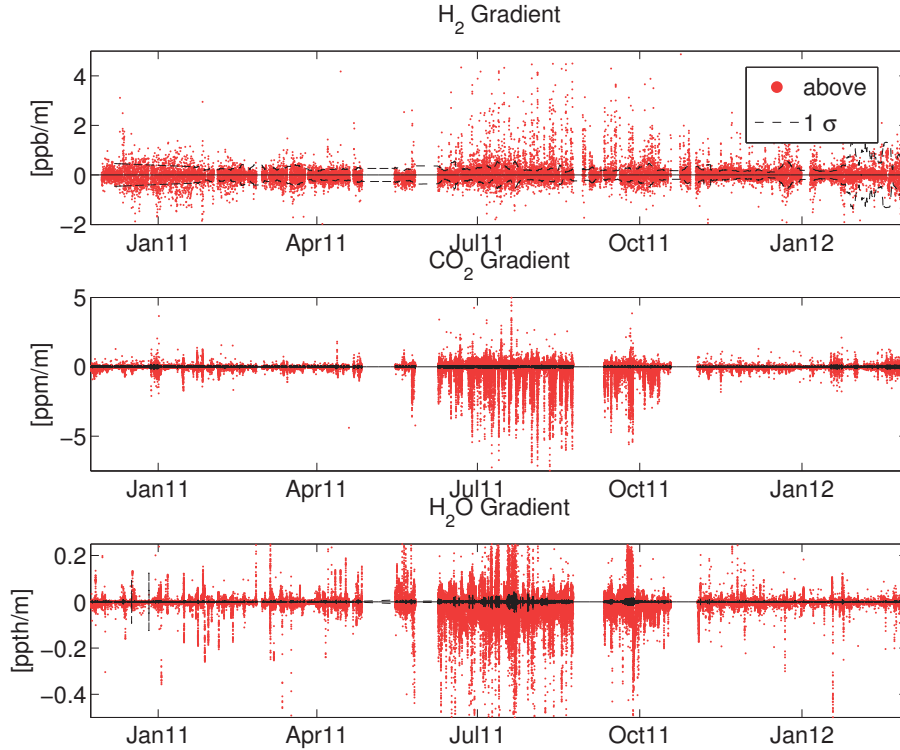 H2 Gradient
4
2
0
−2
[ppb/m]
above
1 σ
Jan11 Apr11 Jul11 Oct11 Jan12
CO2 Gradient
5
0
−5
[ppm/m]
Jan11 Apr11 Jul11 Oct11 Jan12
H2O Gradient
0.2
0
−0.2
−0.4
[ppth/m]
Jan11 Apr11 Jul11 Oct11 Jan12